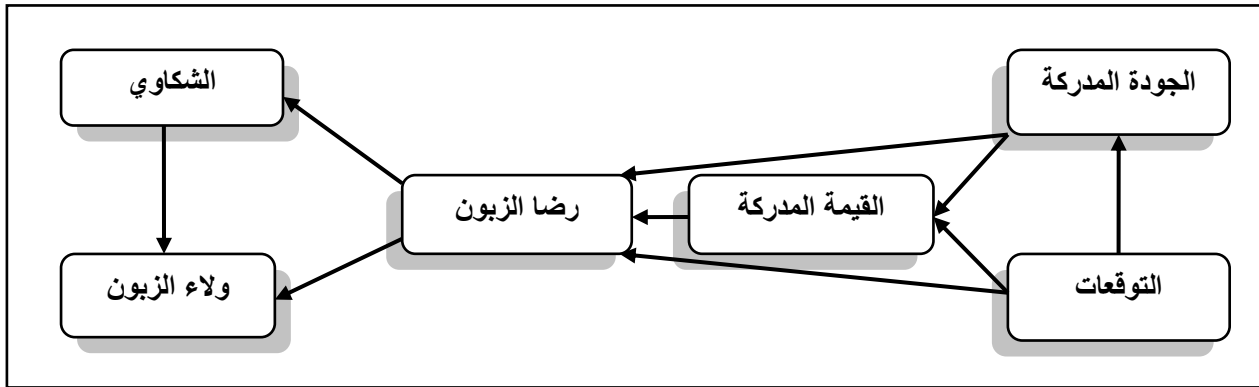 الجودة المدركة
الشكاوي
القيمة المدركة
رضا الزبون
التوقعات
ولاء الزبون